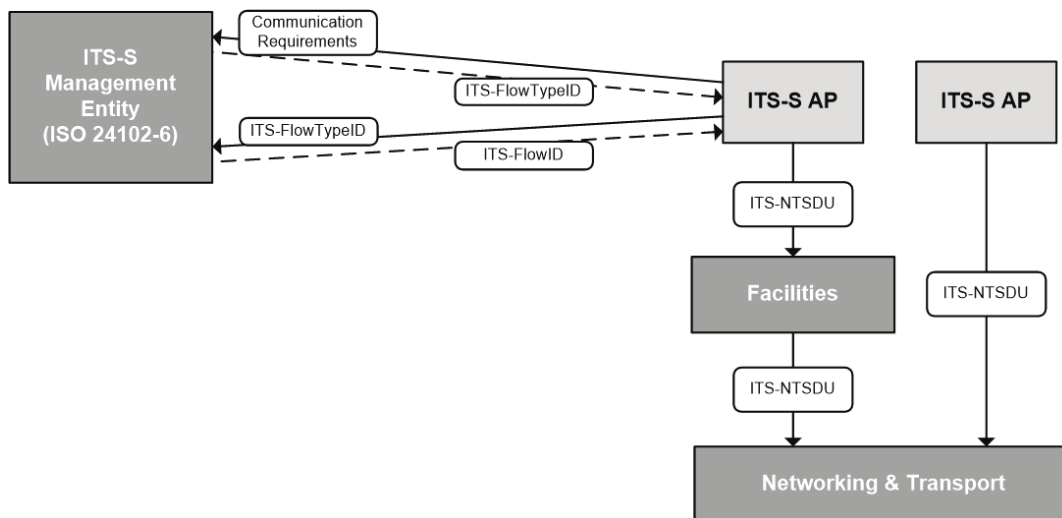 Communication
Requirements
ITS-S
Management
Entity
(ISO 24102-6)
ITS-FlowTypeID
ITS-S AP
ITS-S AP
ITS-FlowTypeID
ITS-FlowID
ITS-NTSDU
Facilities
ITS-NTSDU
ITS-NTSDU
Networking & Transport